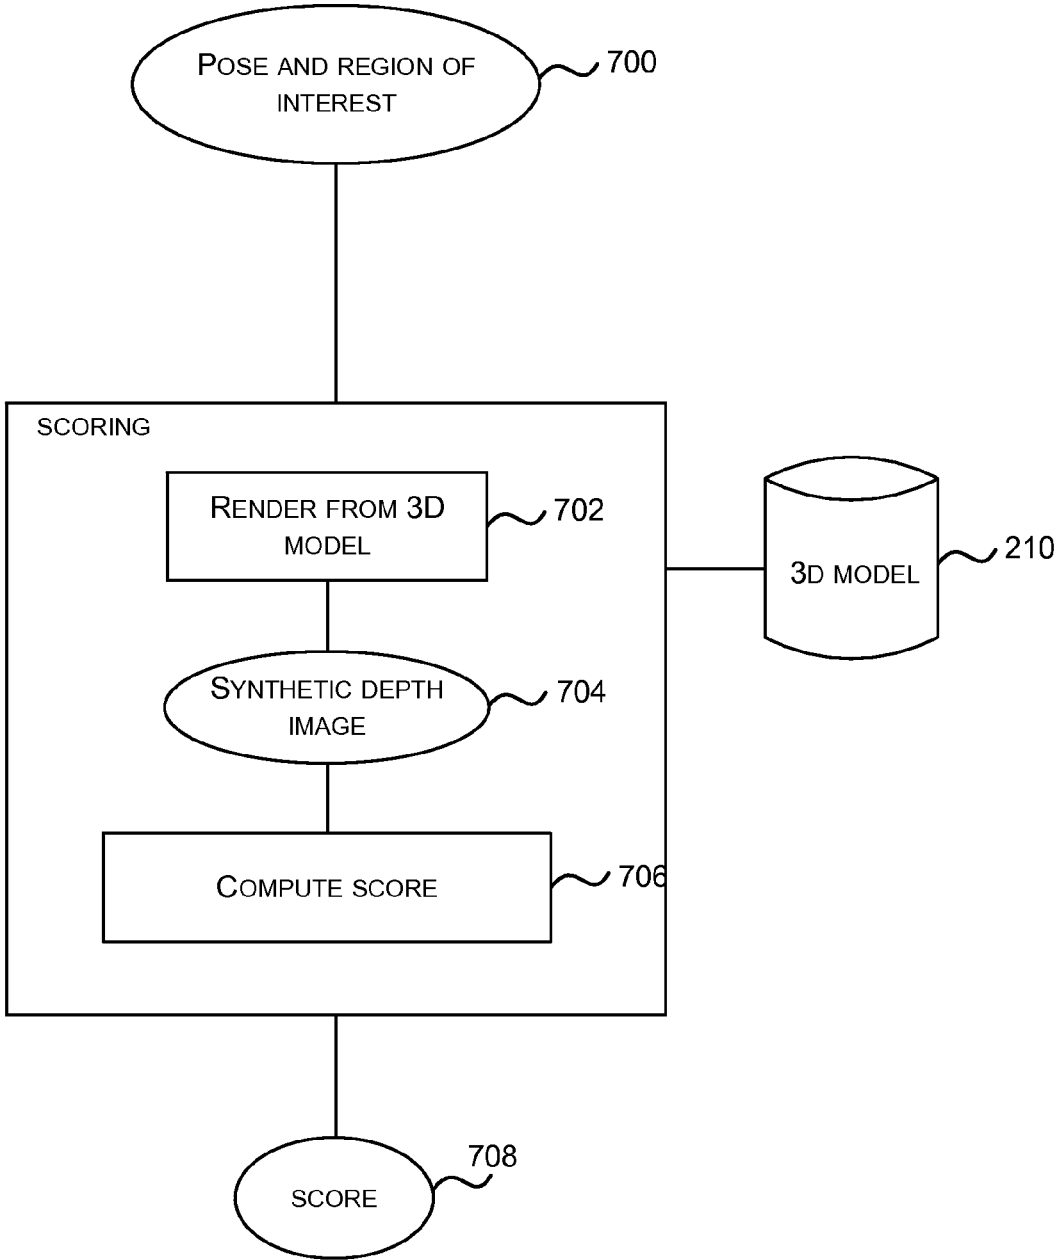 POSE AND REGION OF
INTEREST
700
SCORING
RENDER FROM 3D
MODEL
702
3D MODEL
210
SYNTHETIC DEPTH
IMAGE
704
COMPUTE SCORE
706
SCORE
708